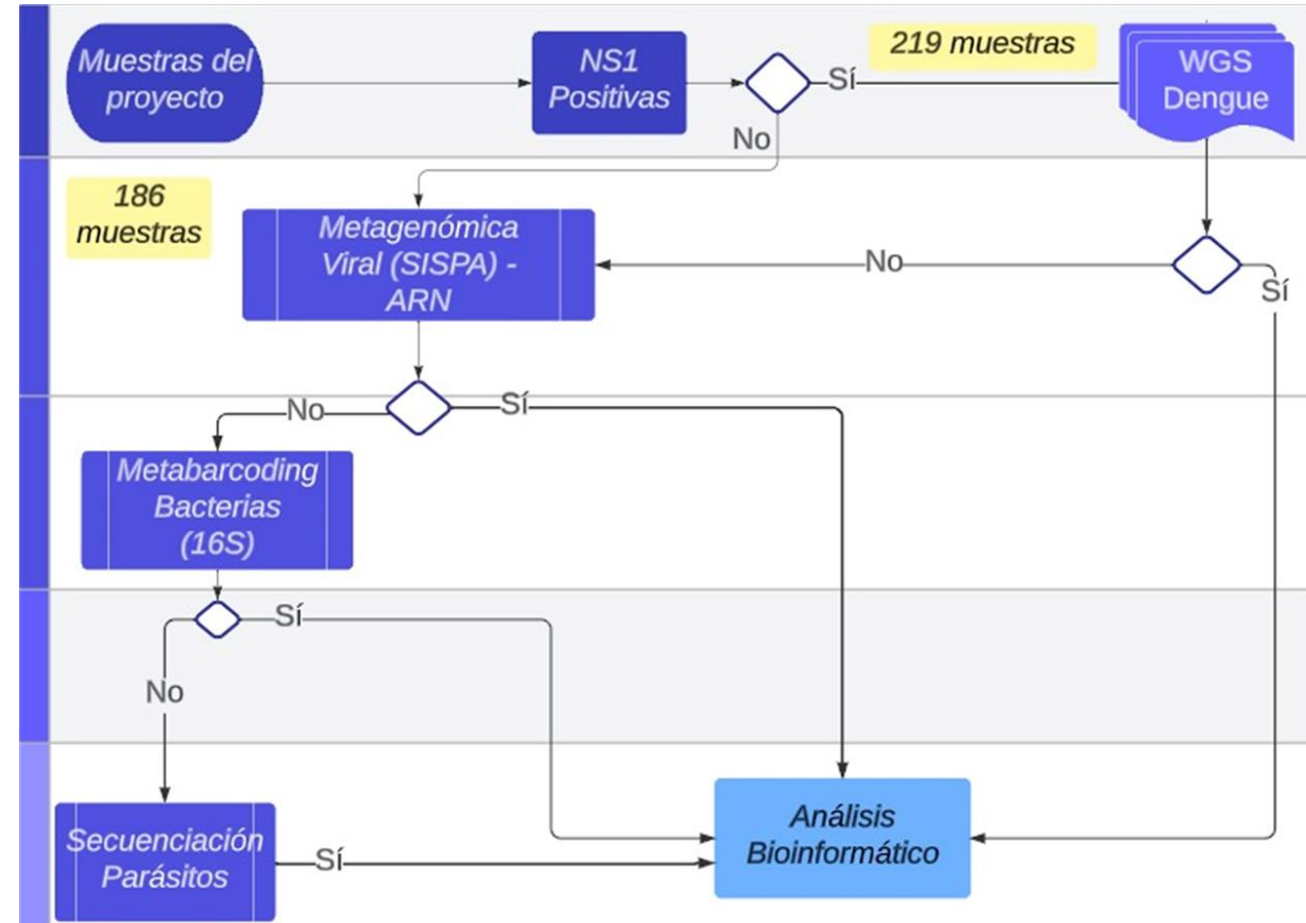 Muestras del
proyecto
NS1
Positivas
Sí
219 muestras
WGS
Dengue
No
186
muestras
Metagenómica
Viral (SISPA) -
ARN
No
Sí
No
Sí
Metabarcoding
Bacterias
(16S)
Sí
No
Secuenciación
Parásitos
Sí
Análisis
Bioinformático